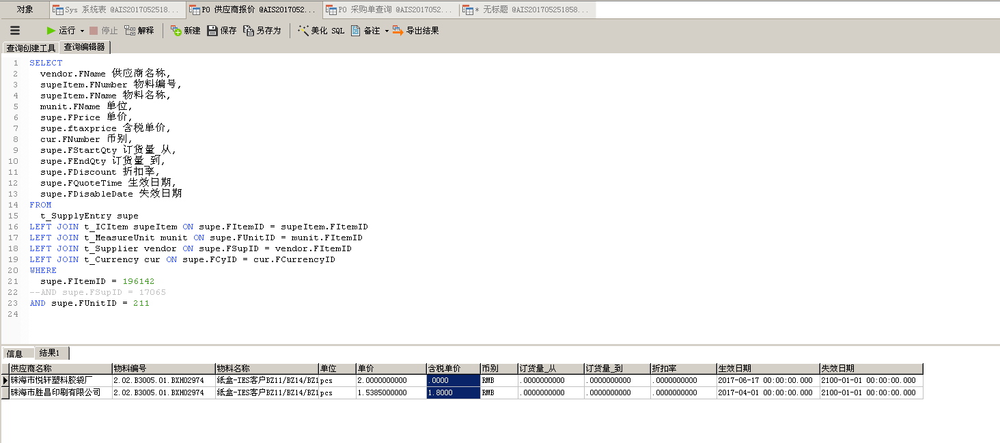 对象 Sys 系统表 @AIS2017052518... PO 供应商报价 @AIS2017052... PO 采购单查询 @AIS2017052... * 无标题 @AIS201705251858...
运行 停止 解释 新建 保存 另存为 美化 SQL 备注 导出结果
查询创建工具 查询编辑器
1 SELECT
2 vendor.FName 供应商名称,
3 supeItem.FNumber 物料编号,
4 supeItem.FName 物料名称,
5 munit.FName 单位,
6 supe.FPrice 单价,
7 supe.ftaxprice 含税单价,
8 cur.FNumber 币别,
9 supe.FStartQty 订货量_从,
10 supe.FEndQty 订货量_到,
11 supe.FDiscount 折扣率,
12 supe.FQuoteTime 生效日期,
13 supe.FDisableDate 失效日期
14 FROM
15 t_SupplyEntry supe
16 LEFT JOIN t_ICItem supeItem ON supe.FItemID = supeItem.FItemID
17 LEFT JOIN t_MeasureUnit munit ON supe.FUnitID = munit.FItemID
18 LEFT JOIN t_Supplier vendor ON supe.FSupID = vendor.FItemID
19 LEFT JOIN t_Currency cur ON supe.FCyID = cur.FCurrencyID
20 WHERE
21 supe.FItemID = 196142
22 --AND supe.FSupID = 17065
23 AND supe.FUnitID = 211
24
信息 结果1
供应商名称 物料编号 物料名称 单位 单价 含税单价 币别 订货量_从 订货量_到 折扣率 生效日期 失效日期
珠海市悦轩塑料胶袋厂 2.02.B3005.01.BXH02974 纸盒-IES客户BZ11/BZ14/BZ1 pcs 2.0000000000 .0000 RMB .0000000000 .0000000000 .0000000000 2017-06-17 00:00:00.000 2100-01-01 00:00:00.000
珠海市胜昌印刷有限公司 2.02.B3005.01.BXH02974 纸盒-IES客户BZ11/BZ14/BZ1 pcs 1.5385000000 1.8000 RMB .0000000000 .0000000000 .0000000000 2017-04-01 00:00:00.000 2100-01-01 00:00:00.000